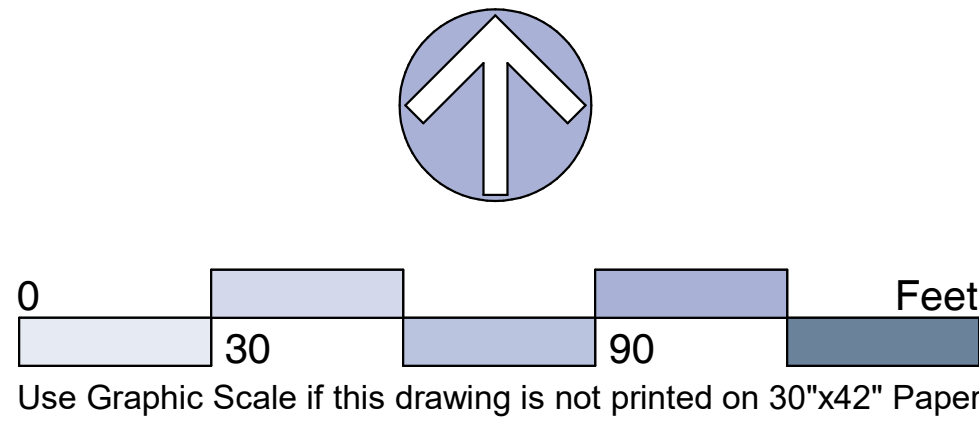 0 Feet
30 90
Use Graphic Scale if this drawing is not printed on 30"x42" Paper